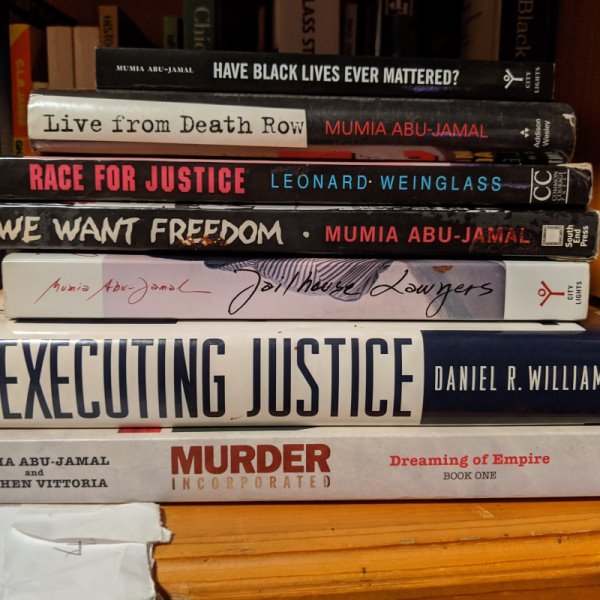 MUMIA ABU-JAMAL HAVE BLACK LIVES EVER MATTERED? CITY LIGHTS
Live from Death Row MUMIA ABU-JAMAL Addison Wesley
RACE FOR JUSTICE LEONARD WEINGLASS CC COMMON COURAGE
WE WANT FREEDOM · MUMIA ABU-JAMAL South End Press
Mumia Abu-Jamal Jailhouse Lawyers CITY LIGHTS
EXECUTING JUSTICE DANIEL R. WILLIAM
IA ABU-JAMAL
and
HEN VITTORIA
MURDER
INCORPORATED
Dreaming of Empire
BOOK ONE